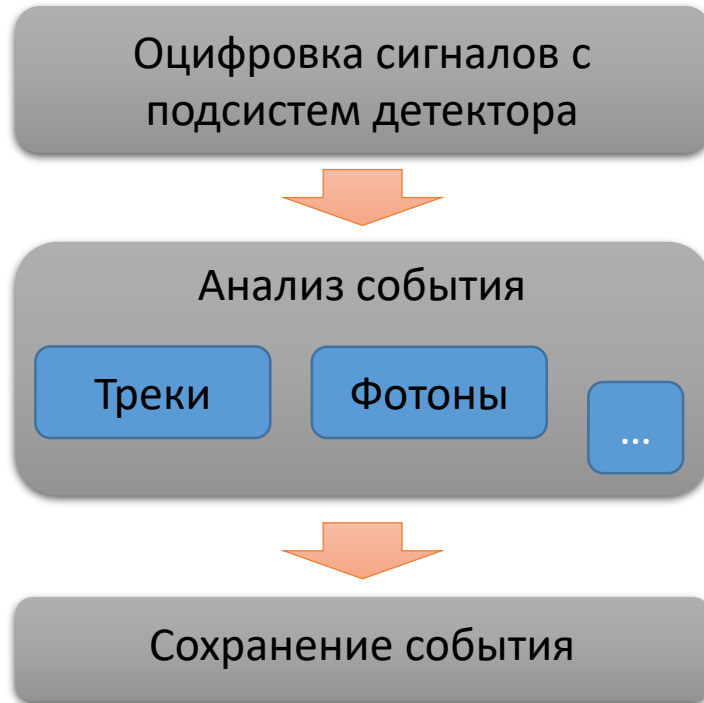 Оцифровка сигналов с
подсистем детектора
Анализ события
Треки
Фотоны
...
Сохранение события